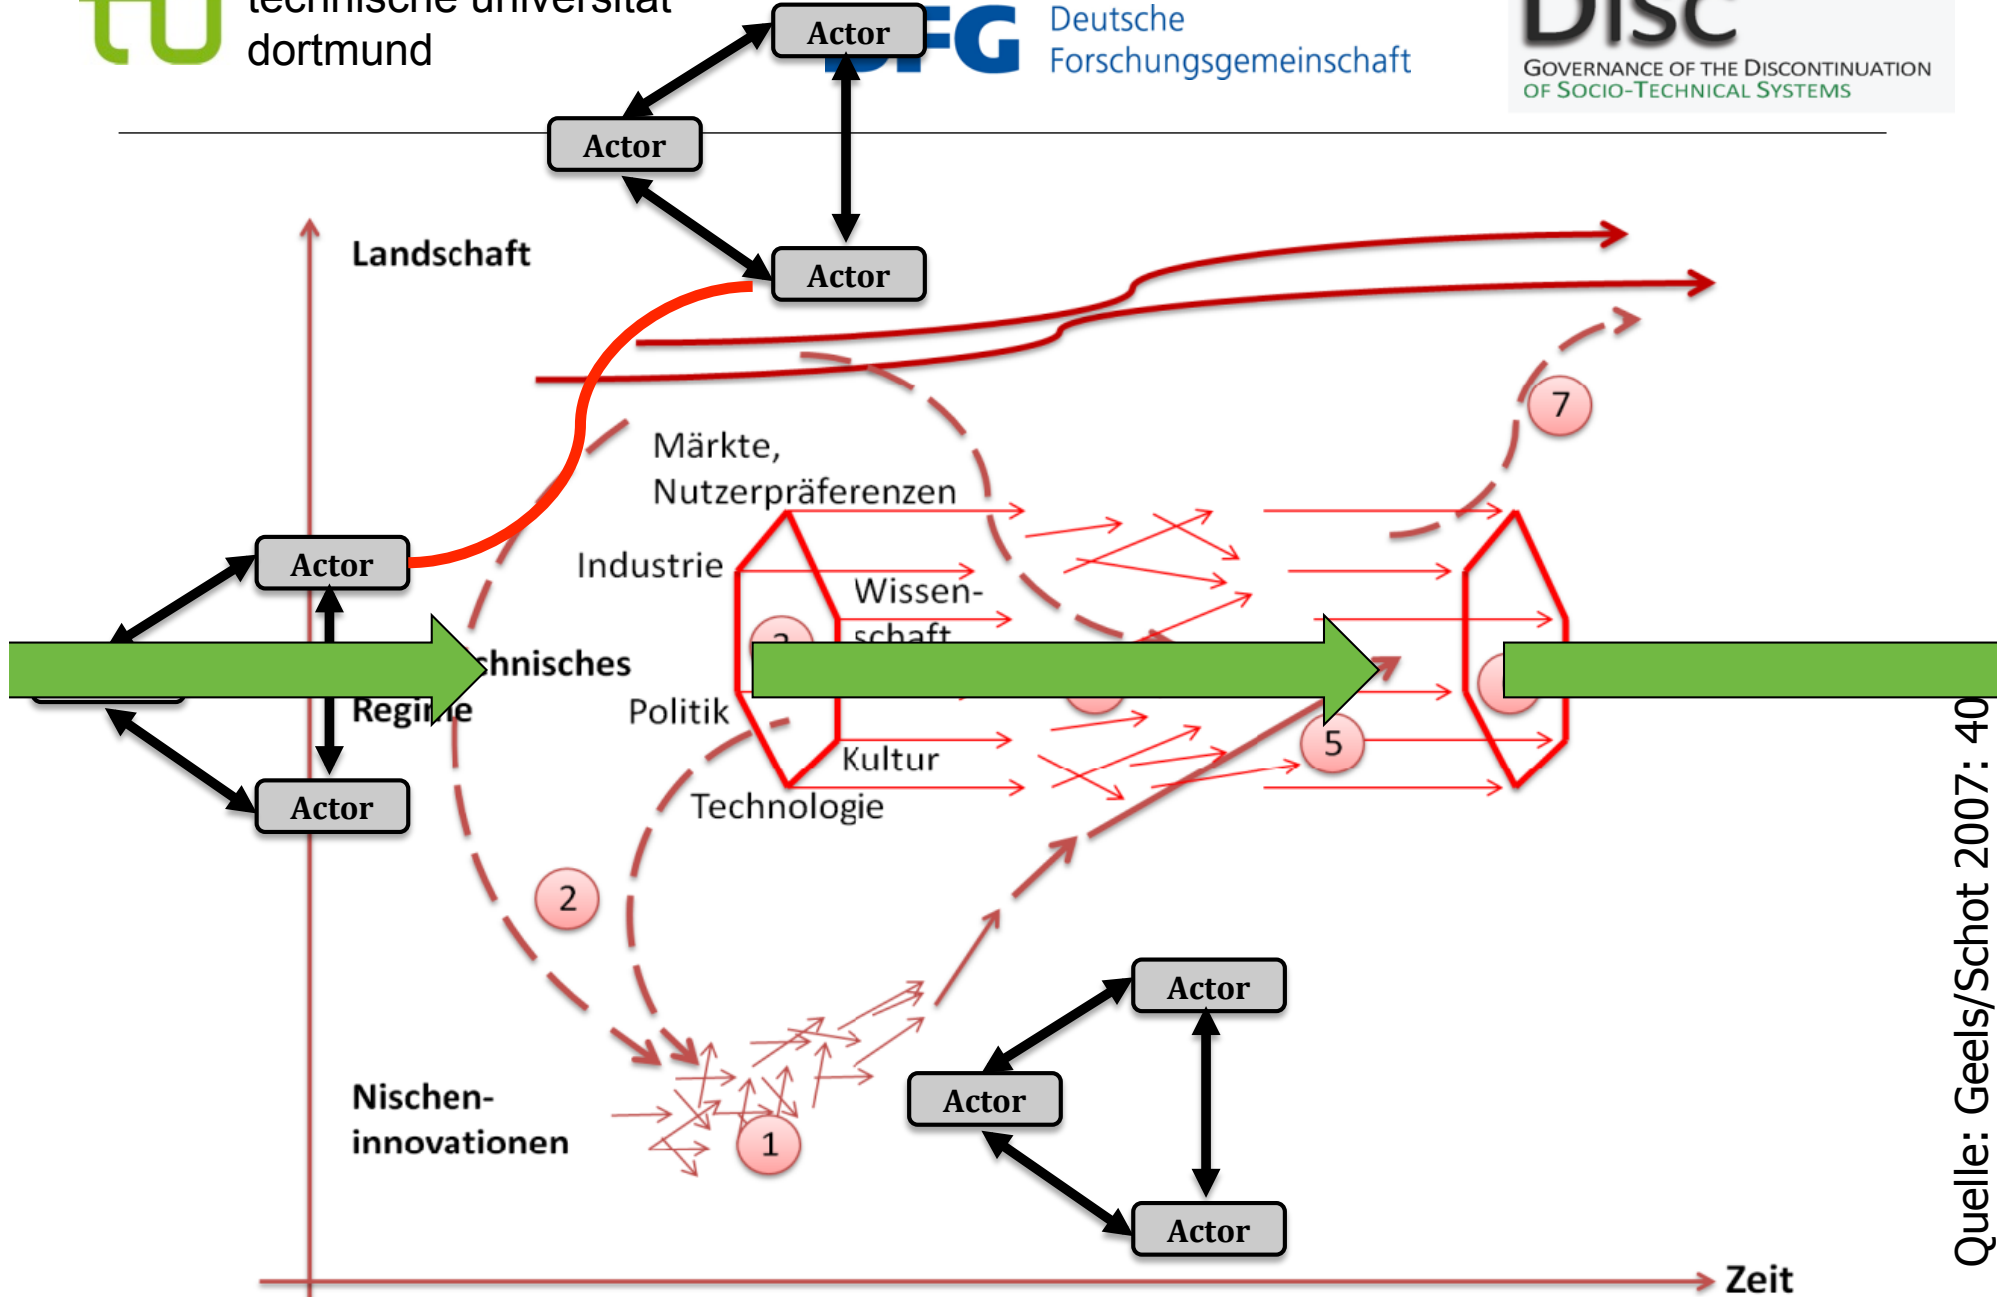 technische universität
dortmund
Deutsche
Forschungsgemeinschaft
DISC
GOVERNANCE OF THE DISCONTINUATION
OF SOCIO-TECHNICAL SYSTEMS
Actor
Actor
Actor
Landschaft
Märkte,
Nutzerpräferenzen
7
Industrie
Wissen-
schaft
Actor
Regime
Actor
Politik
Kultur
Technologie
5
2
Nischen-
innovationen
1
Actor
Actor
Actor
Zeit
Quelle: Geels/Schot 2007: 40